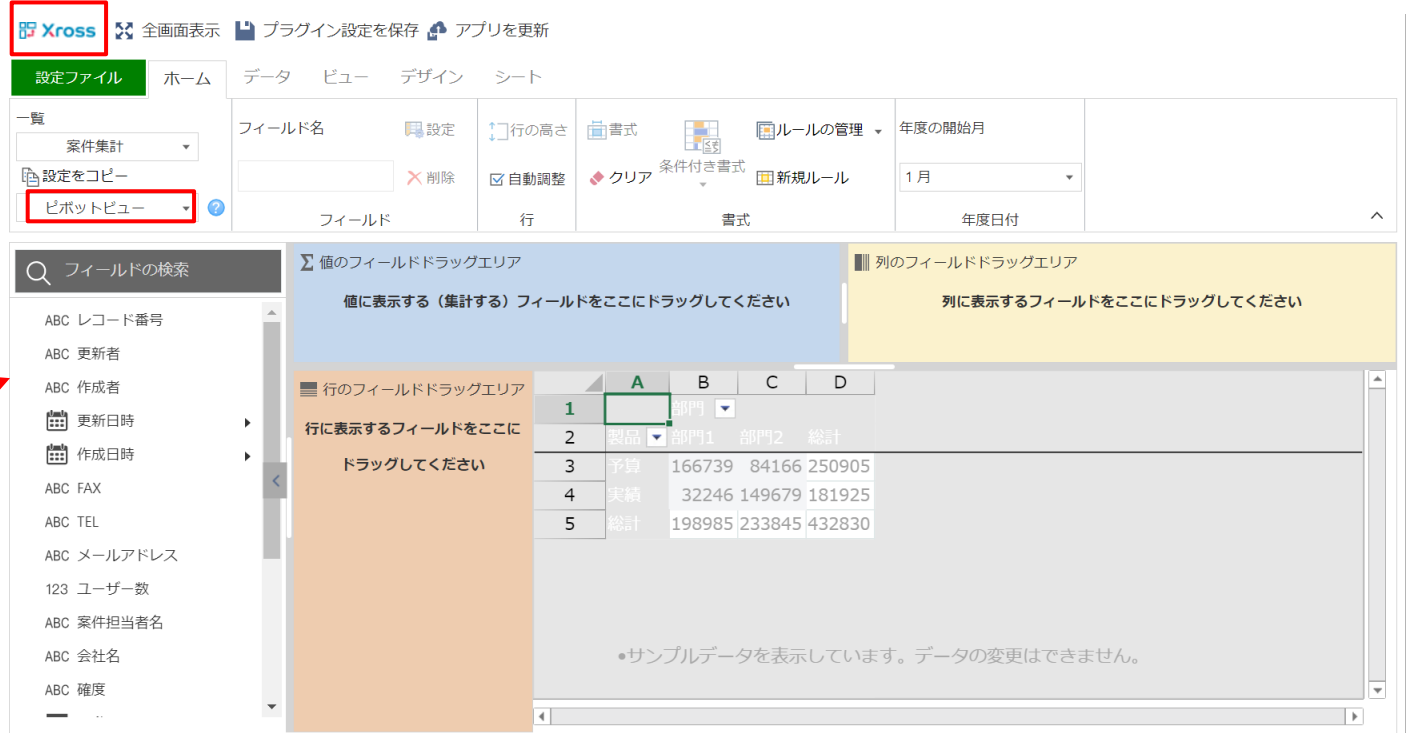 Xross 全画面表示 プラグイン設定を保存 アプリを更新
設定ファイル ホーム データ ビュー デザイン シート
一覧
案件集計
設定をコピー
ピボットビュー
フィールド名 設定
削除
フィールド
行の高さ
自動調整
行
書式
クリア
条件付き書式
ルールの管理
新規ルール
書式
年度の開始月
1月
年度日付
フィールドの検索
ABC レコード番号
ABC 更新者
ABC 作成者
更新日時
作成日時
ABC FAX
ABC TEL
ABC メールアドレス
123 ユーザー数
ABC 案件担当者名
ABC 会社名
ABC 確度
Σ 値のフィールドドラッグエリア
値に表示する（集計する）フィールドをここにドラッグしてください
列のフィールドドラッグエリア
列に表示するフィールドをここにドラッグしてください
行のフィールドドラッグエリア
行に表示するフィールドをここに
ドラッグしてください
A B C D
1 部門
2 製品 部門1 部門2 総計
3 予算 166739 84166 250905
4 実績 32246 149679 181925
5 総計 198985 233845 432830
•サンプルデータを表示しています。データの変更はできません。